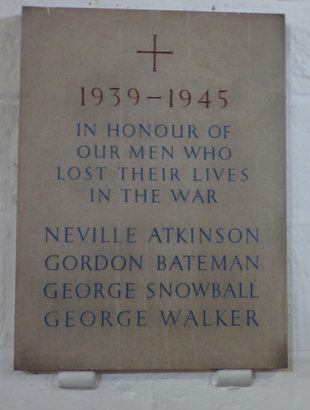 1939-1945
IN HONOUR OF
OUR MEN WHO
LOST THEIR LIVES
IN THE WAR
NEVILLE ATKINSON
GORDON BATEMAN
GEORGE SNOWBALL
GEORGE WALKER